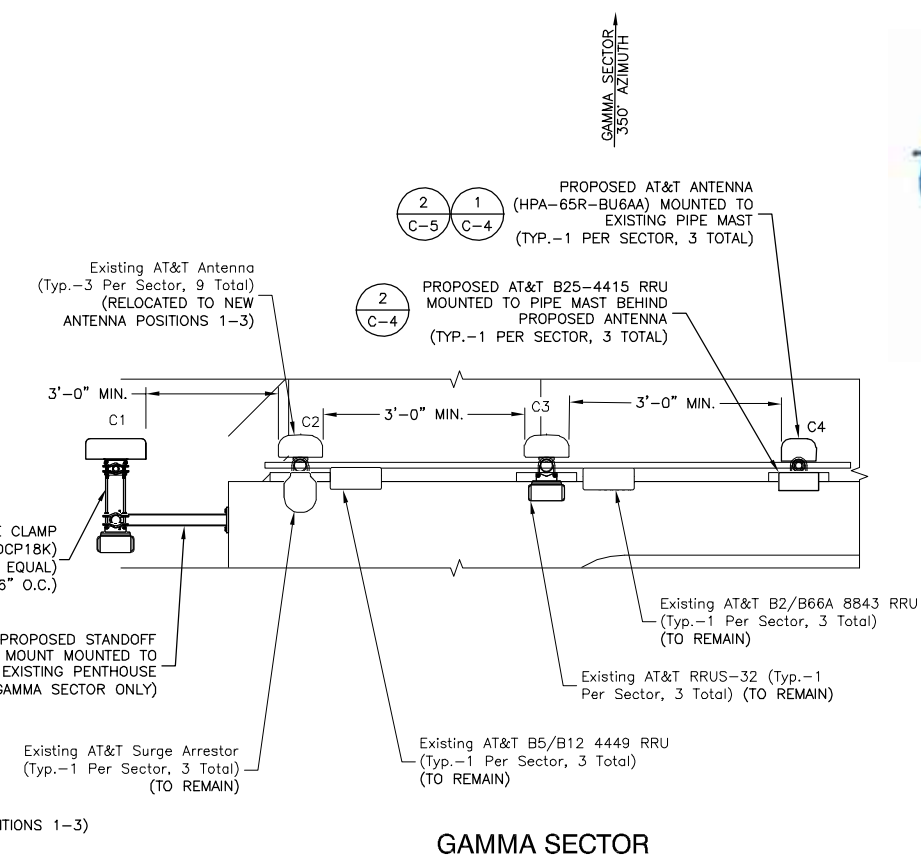 GAMMA SECTOR
350° AZIMUTH
PROPOSED AT&T ANTENNA
(HPA-65R-BU6AA) MOUNTED TO
EXISTING PIPE MAST
(TYP.-1 PER SECTOR, 3 TOTAL)
2
C-5
1
C-4
Existing AT&T Antenna
(Typ.-3 Per Sector, 9 Total)
(RELOCATED TO NEW
ANTENNA POSITIONS 1-3)
2
C-4
PROPOSED AT&T B25-4415 RRU
MOUNTED TO PIPE MAST BEHIND
PROPOSED ANTENNA
(TYP.-1 PER SECTOR, 3 TOTAL)
3'-0" MIN.
3'-0" MIN.
3'-0" MIN.
C1
C2
C3
C4
CLAMP
DCP18K)
EQUAL)
6" O.C.)
PROPOSED STANDOFF
MOUNT MOUNTED TO
EXISTING PENTHOUSE
GAMMA SECTOR ONLY)
Existing AT&T B2/B66A 8843 RRU
(Typ.-1 Per Sector, 3 Total)
(TO REMAIN)
Existing AT&T RRUS-32 (Typ.-1
Per Sector, 3 Total) (TO REMAIN)
Existing AT&T Surge Arrestor
(Typ.-1 Per Sector, 3 Total)
(TO REMAIN)
Existing AT&T B5/B12 4449 RRU
(Typ.-1 Per Sector, 3 Total)
(TO REMAIN)
ITIONS 1-3)
GAMMA SECTOR